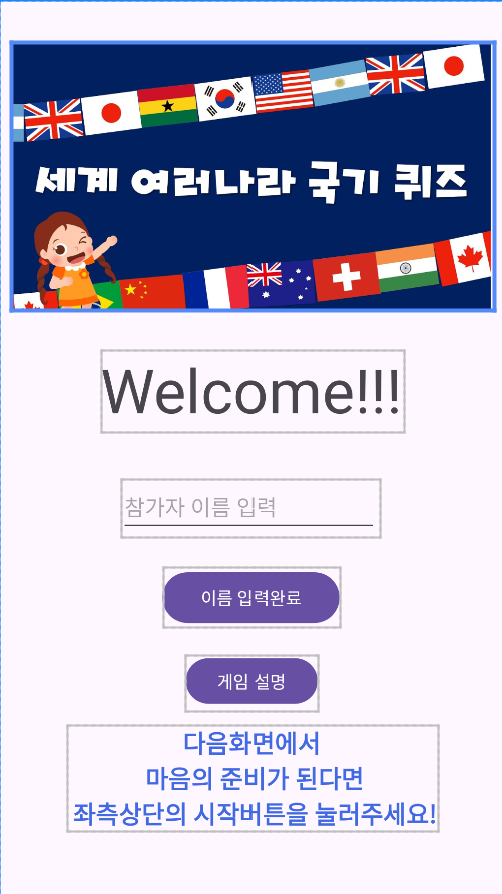 세계 여러나라 국기 퀴즈
Welcome!!!
참가자 이름 입력
이름 입력완료
게임 설명
다음화면에서
마음의 준비가 된다면
좌측상단의 시작버튼을 눌러주세요!